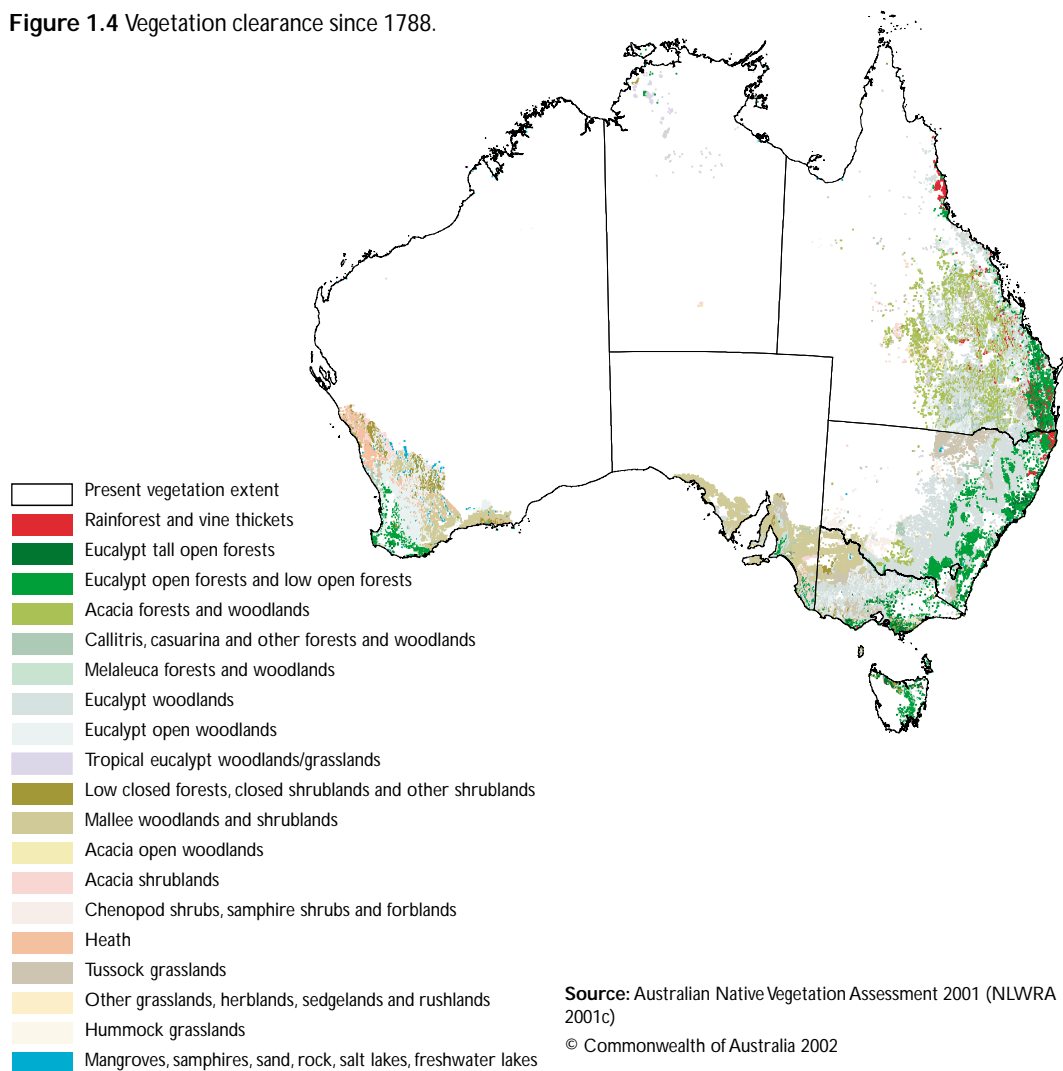 Figure 1.4 Vegetation clearance since 1788.
Present vegetation extent
Rainforest and vine thickets
Eucalypt tall open forests
Eucalypt open forests and low open forests
Acacia forests and woodlands
Callitris, casuarina and other forests and woodlands
Melaleuca forests and woodlands
Eucalypt woodlands
Eucalypt open woodlands
Tropical eucalypt woodlands/grasslands
Low closed forests, closed shrublands and other shrublands
Mallee woodlands and shrublands
Acacia open woodlands
Acacia shrublands
Chenopod shrubs, samphire shrubs and forblands
Heath
Tussock grasslands
Other grasslands, herblands, sedgelands and rushlands
Hummock grasslands
Mangroves, samphires, sand, rock, salt lakes, freshwater lakes
Source: Australian Native Vegetation Assessment 2001 (NLWRA
2001c)
© Commonwealth of Australia 2002